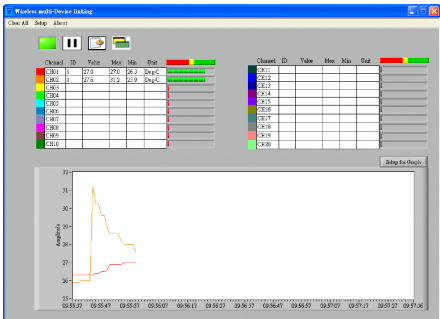 Wireless multi-Device linking
Clear All Setup About
Channel ID Value Max Min Unit
CH01 1 27.0 27.0 26.3 Deg-C
CH02 1 27.6 31.2 25.9 Deg-C
CH03
CH04
CH05
CH06
CH07
CH08
CH09
CH10
Channel ID Value Max Min Unit
CH11
CH12
CH13
CH14
CH15
CH16
CH17
CH18
CH19
CH20
Setup for Graph
Amplitude
32
31
30
29
28
27
26
25
09:55:37 09:55:47 09:55:57 09:56:07 09:56:17 09:56:27 09:56:37 09:56:47 09:56:57 09:57:07 09:57:17 09:57:27 09:57:36